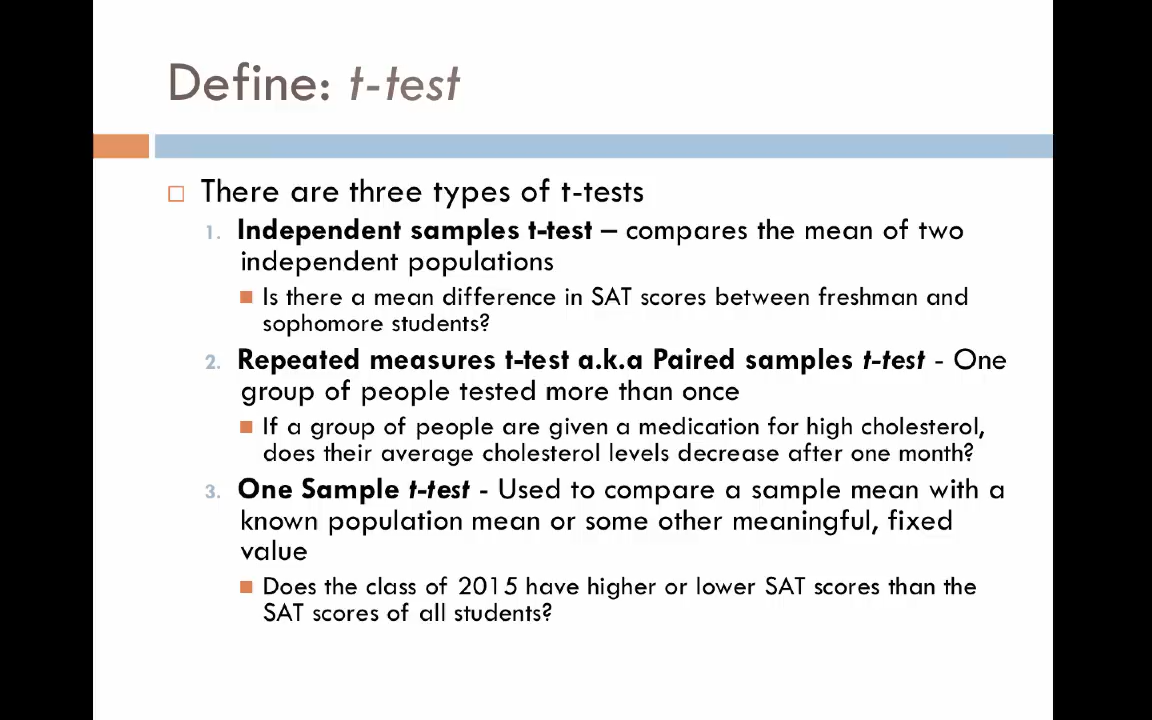 Define: t-test
There are three types of t-tests
1. Independent samples t-test – compares the mean of two
independent populations
Is there a mean difference in SAT scores between freshman and
sophomore students?
2. Repeated measures t-test a.k.a Paired samples t-test - One
group of people tested more than once
If a group of people are given a medication for high cholesterol,
does their average cholesterol levels decrease after one month?
3. One Sample t-test - Used to compare a sample mean with a
known population mean or some other meaningful, fixed
value
Does the class of 2015 have higher or lower SAT scores than the
SAT scores of all students?